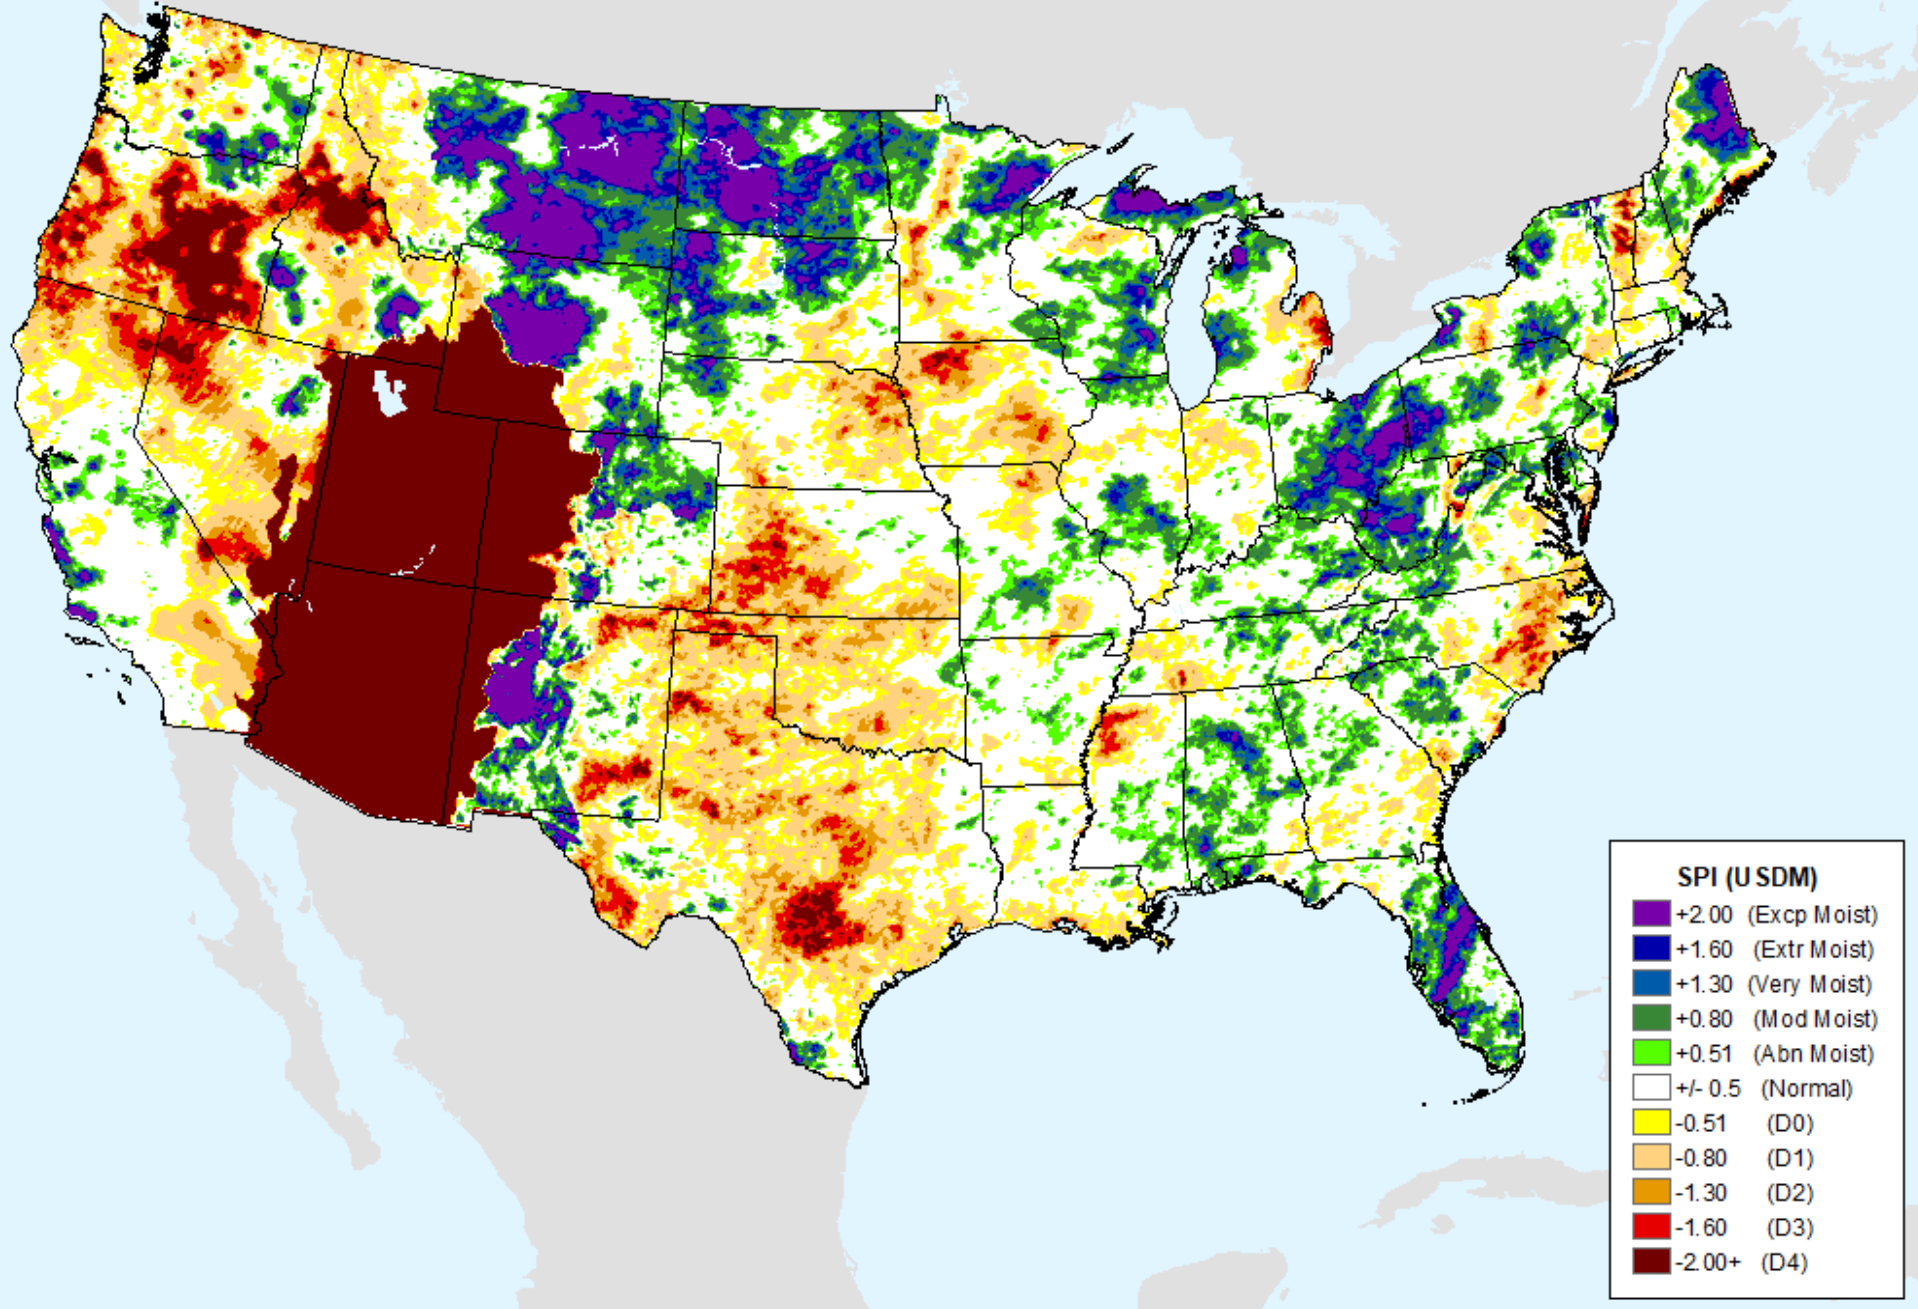 SPI (USDM)
+2.00 (Excp Moist)
+1.60 (Extr Moist)
+1.30 (Very Moist)
+0.80 (Mod Moist)
+0.51 (Abn Moist)
+/- 0.5 (Normal)
-0.51 (D0)
-0.80 (D1)
-1.30 (D2)
-1.60 (D3)
-2.00+ (D4)